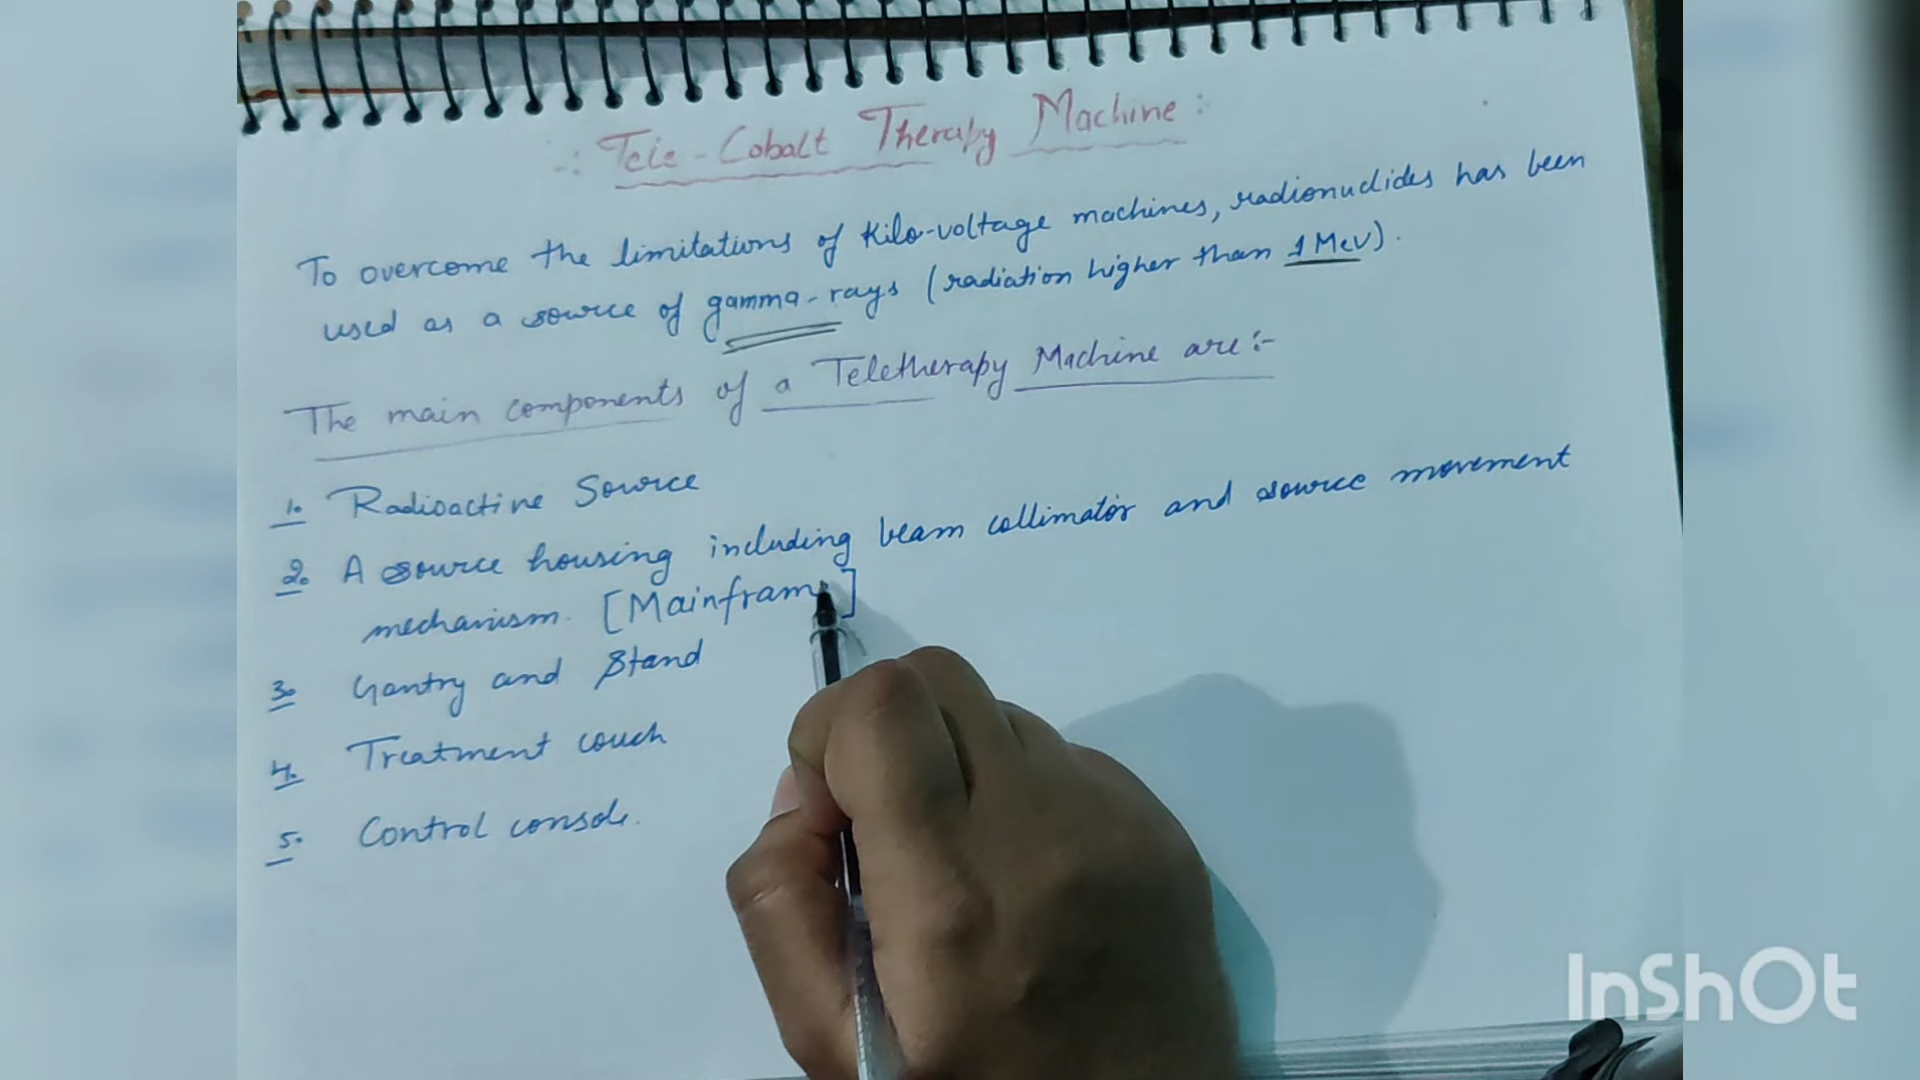 ∴ Tele-Cobalt Therapy Machine :
To overcome the limitations of Kilo-voltage machines, radionuclides has been
used as a source of gamma-rays (radiation higher than 1 MeV).
The main components of a Teletherapy Machine are :-
1. Radioactive Source
2. A source housing including beam collimator and source movement
mechanism. [Mainfram]
3. Gantry and Stand
4. Treatment couch
5. Control console.
InShOt